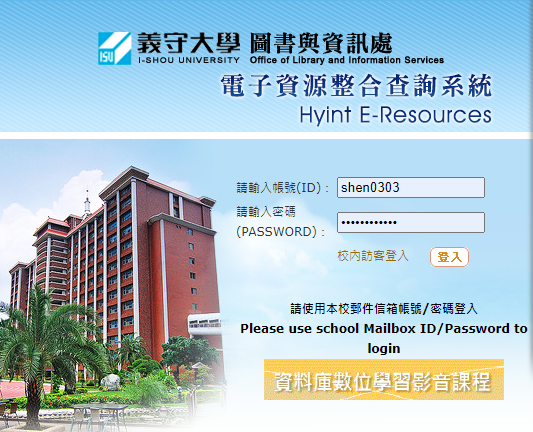 ISU 義守大學 圖書與資訊處
I-SHOU UNIVERSITY Office of Library and Information Services
電子資源整合查詢系統
Hyint E-Resources
請輸入帳號(ID)： shen0303
請輸入密碼
(PASSWORD)： ••••••••••••
校內訪客登入 登入
請使用本校郵件信箱帳號/密碼登入
Please use school Mailbox ID/Password to
login
資料庫數位學習影音課程